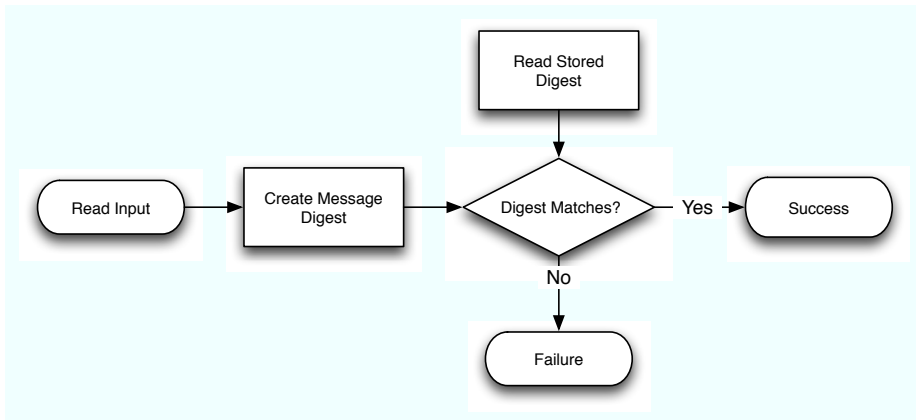 Read Stored
Digest
Read Input
Create Message
Digest
Digest Matches?
Yes
Success
No
Failure